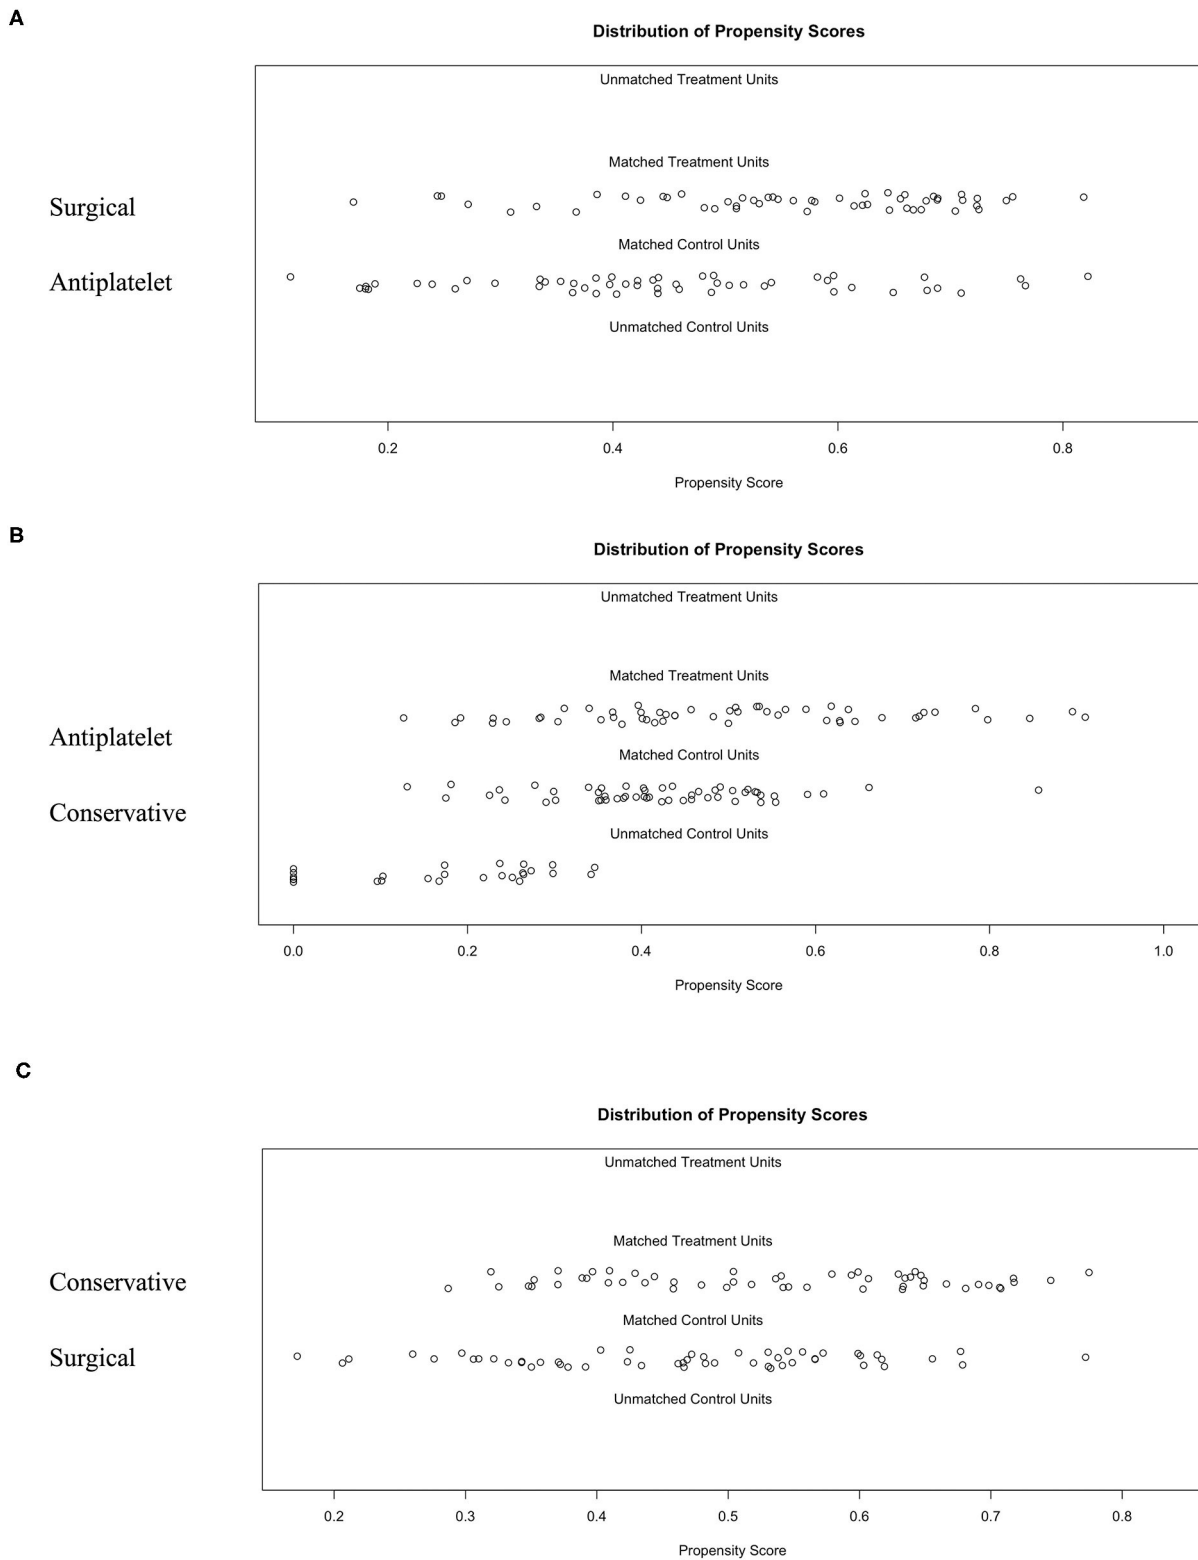 A
Distribution of Propensity Scores
Unmatched Treatment Units
Matched Treatment Units
Surgical
Matched Control Units
Antiplatelet
Unmatched Control Units
0.2 0.4 0.6 0.8
Propensity Score
B
Distribution of Propensity Scores
Unmatched Treatment Units
Matched Treatment Units
Antiplatelet
Matched Control Units
Conservative
Unmatched Control Units
0.0 0.2 0.4 0.6 0.8 1.0
Propensity Score
C
Distribution of Propensity Scores
Unmatched Treatment Units
Matched Treatment Units
Conservative
Matched Control Units
Surgical
Unmatched Control Units
0.2 0.3 0.4 0.5 0.6 0.7 0.8
Propensity Score